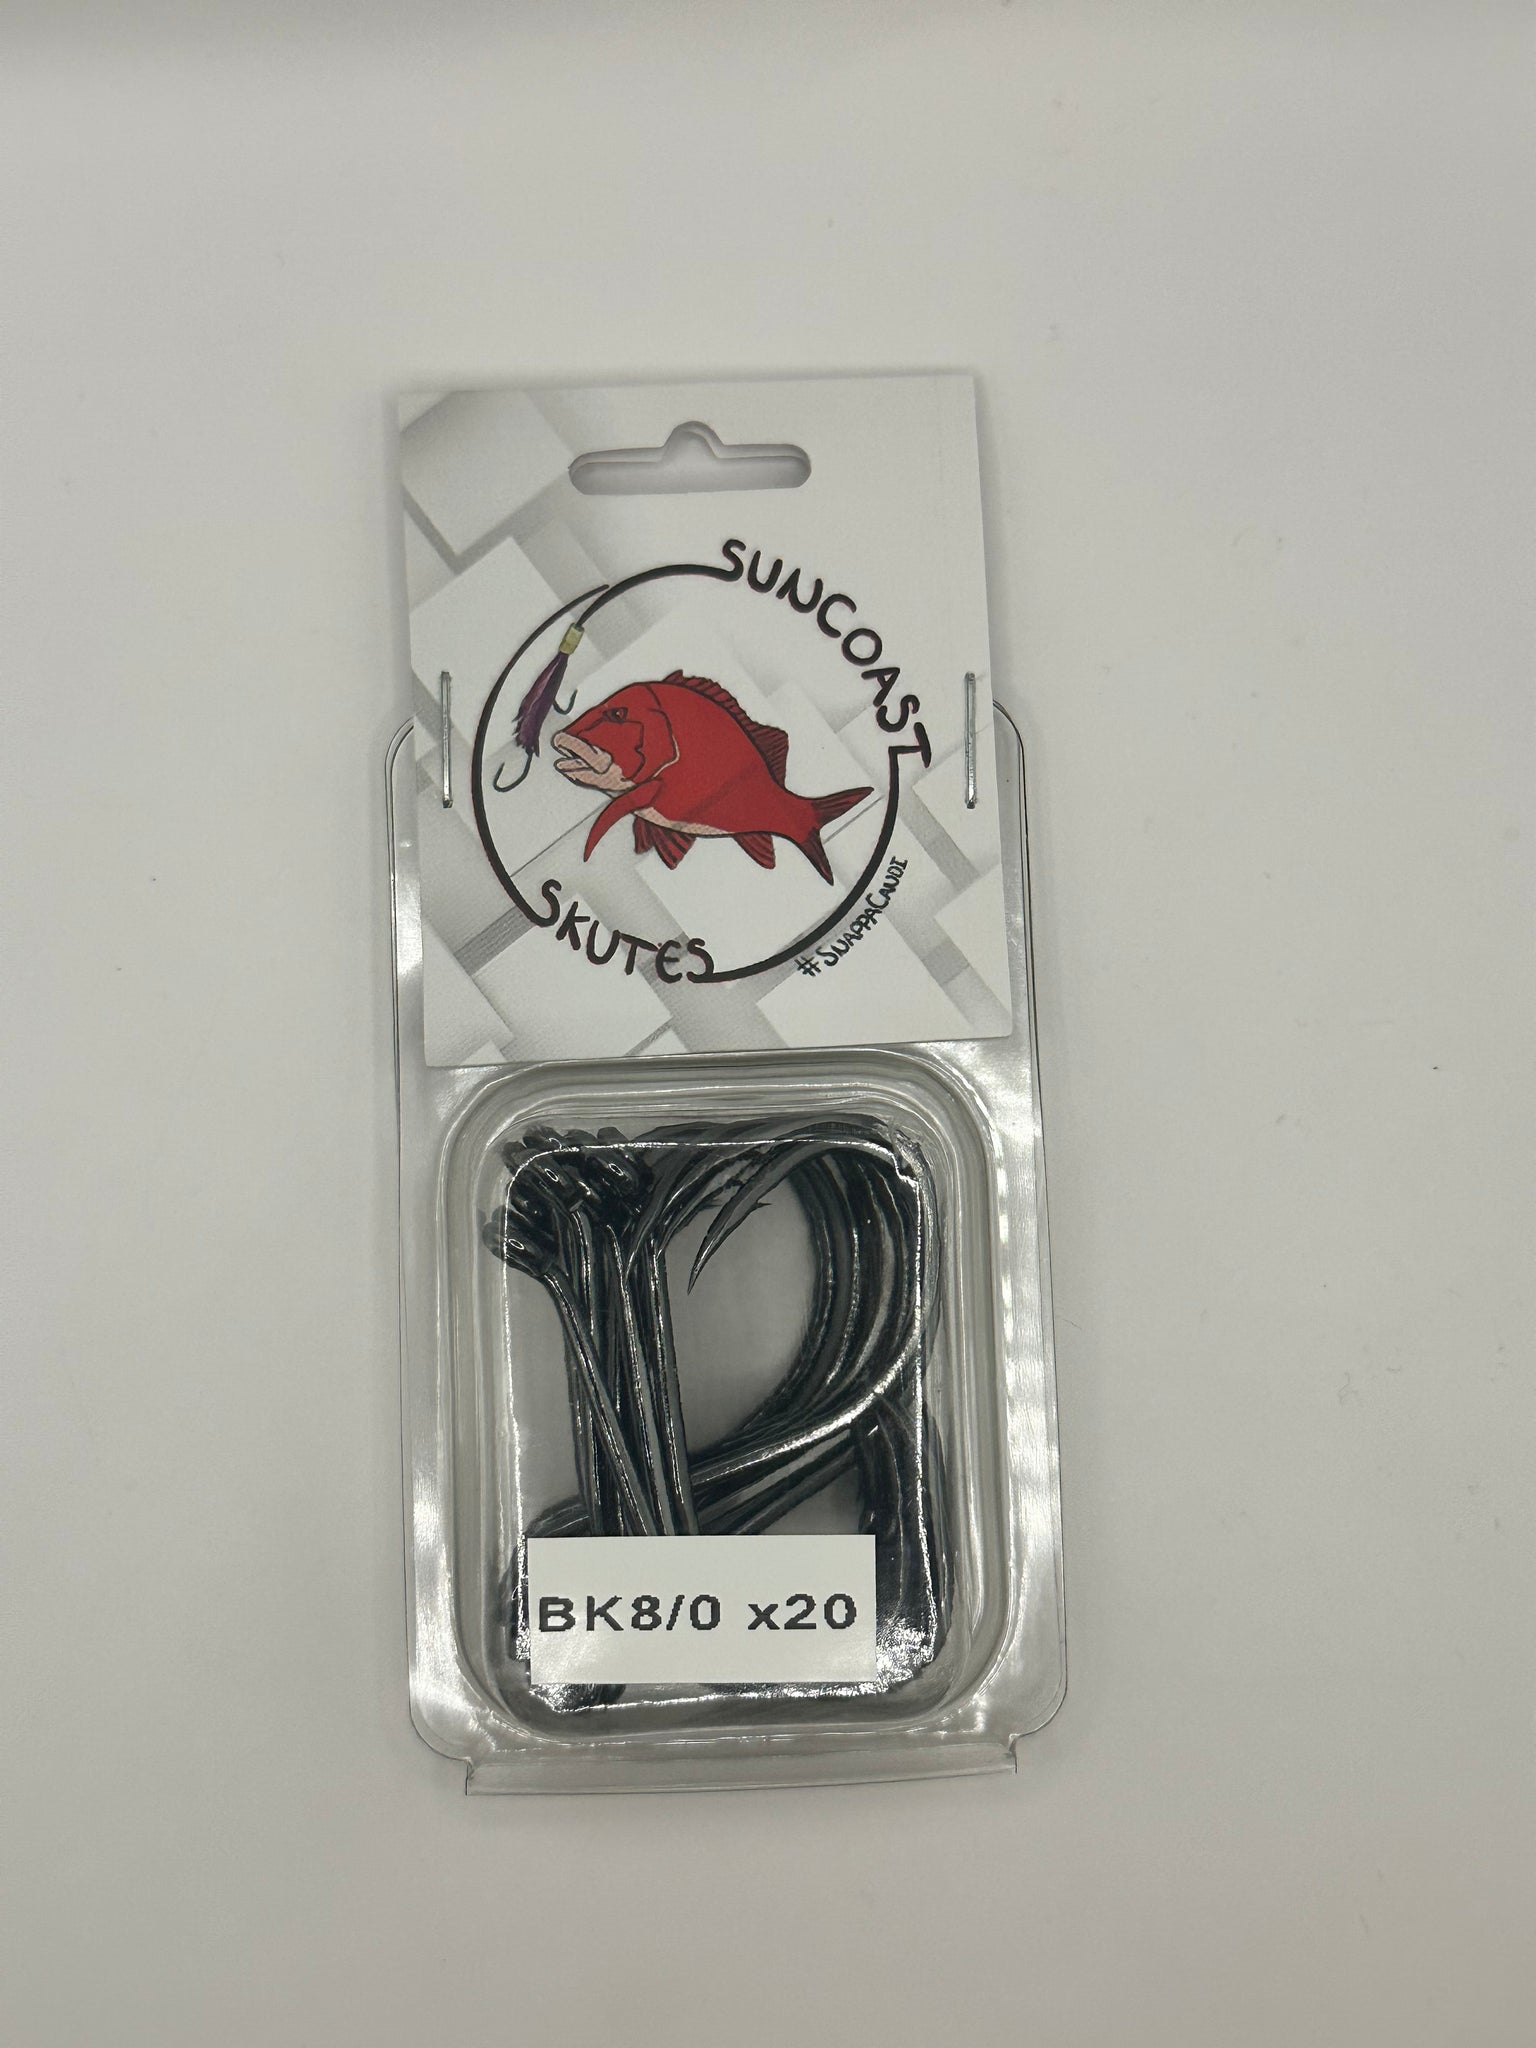 SUNCOAST
SKUTES
#SNAPPACANDI
BK8/0 x20